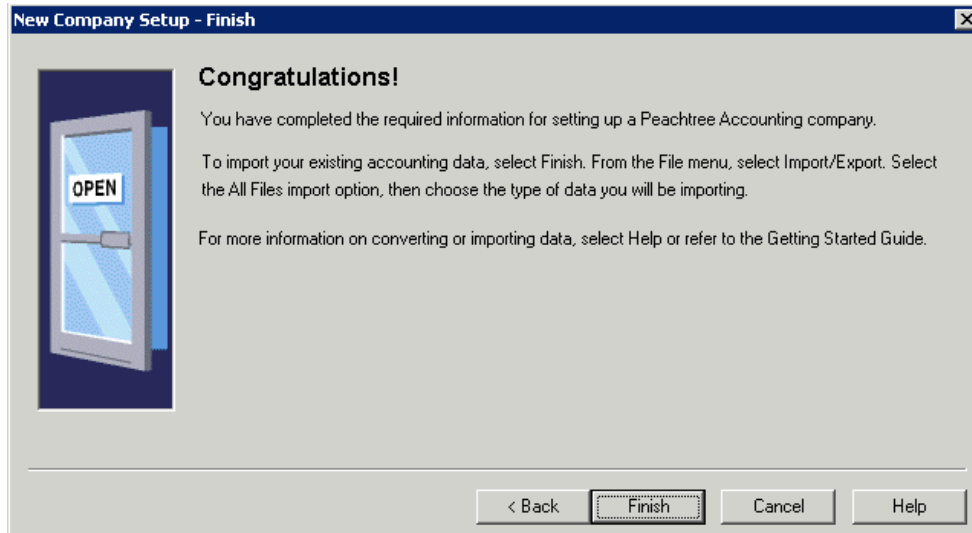 New Company Setup - Finish
Congratulations!
You have completed the required information for setting up a Peachtree Accounting company.
To import your existing accounting data, select Finish. From the File menu, select Import/Export. Select
the All Files import option, then choose the type of data you will be importing.
OPEN
For more information on converting or importing data, select Help or refer to the Getting Started Guide.
< Back Finish Cancel Help